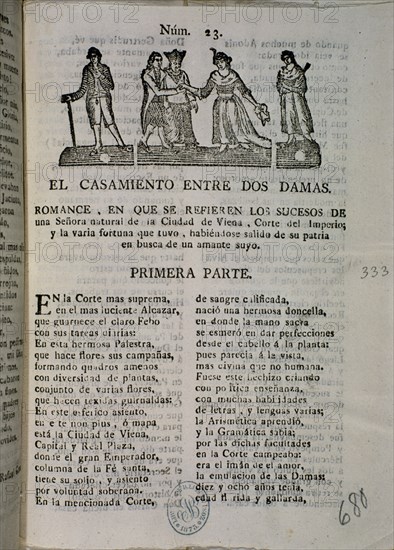 Núm. 23.
EL CASAMIENTO ENTRE DOS DAMAS.
ROMANCE, EN QUE SE REFIEREN LOS SUCESOS DE
una Señora natural de la Ciudad de Viena, Corte del Imperio;
y la varia fortuna que tuvo, habiéndose salido de su patria
en busca de un amante suyo.
PRIMERA PARTE.
333
EN la Corte mas suprema,
en el mas luciente Alcazar,
que guarnece el claro Febo
con sus tareas
En esta hermosa Palestra,
que hace flores sus campañas,
formando quadros amenos
con diversidad de plantas,
conjunto de varias flores,
que hacen texidas guirnaldas:
En este esferico asiento,
en e te non plus, ó mapa
está la Ciudad de Viena,
Capital y Real Plaza,
donde el gran Emperador,
columna de la Fé santa,
tiene su solio, y asiento
por voluntad soberana.
En la mencionada Corte,
de sangre calificada,
nació una hermosa doncella,
en donde la mano sacra
se esmeró en dar perfecciones
desde el cabello á la planta:
pues parecia á la vista,
mas divina que no humana.
Fuese este hechizo criando
con politica enseñanza,
con muchas habilidades
de letras, y lenguas varias;
la Arismetica aprendió,
y la Gramática sabia;
por las dichas facultades
en la Corte campeaba:
era el imán de el amor,
la emulacion de las Damas:
diez y ocho años tenia,
edad fl rida y gallarda,
680